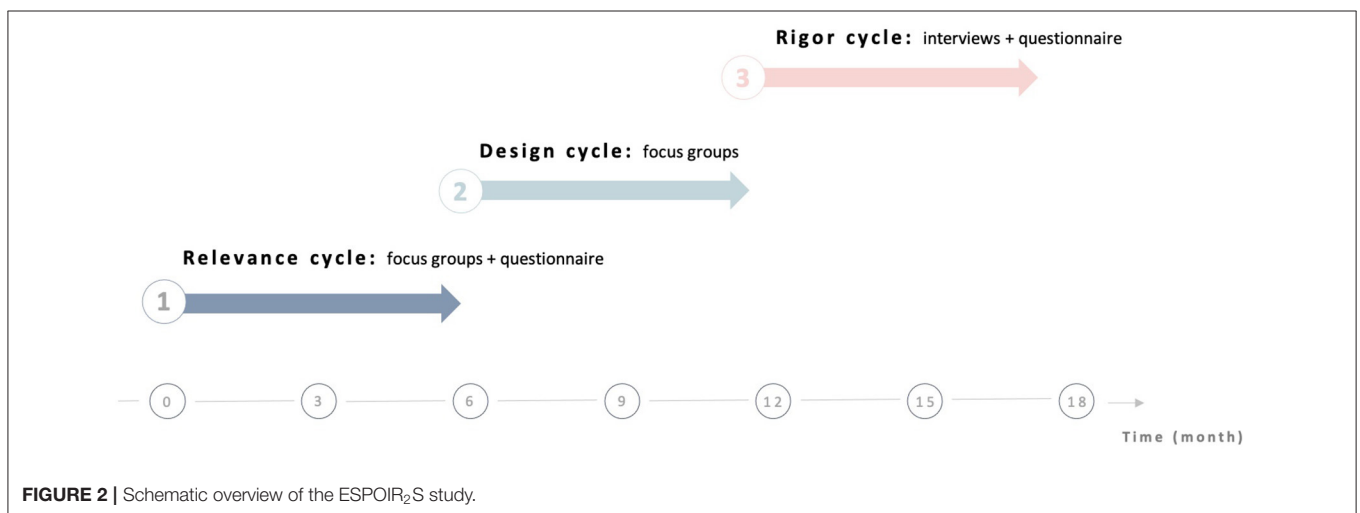 Rigor cycle: interviews + questionnaire
3
Design cycle: focus groups
2
Relevance cycle: focus groups + questionnaire
1
0 3 6 9 12 15 18
Time (month)
FIGURE 2 | Schematic overview of the ESPOIR₂S study.